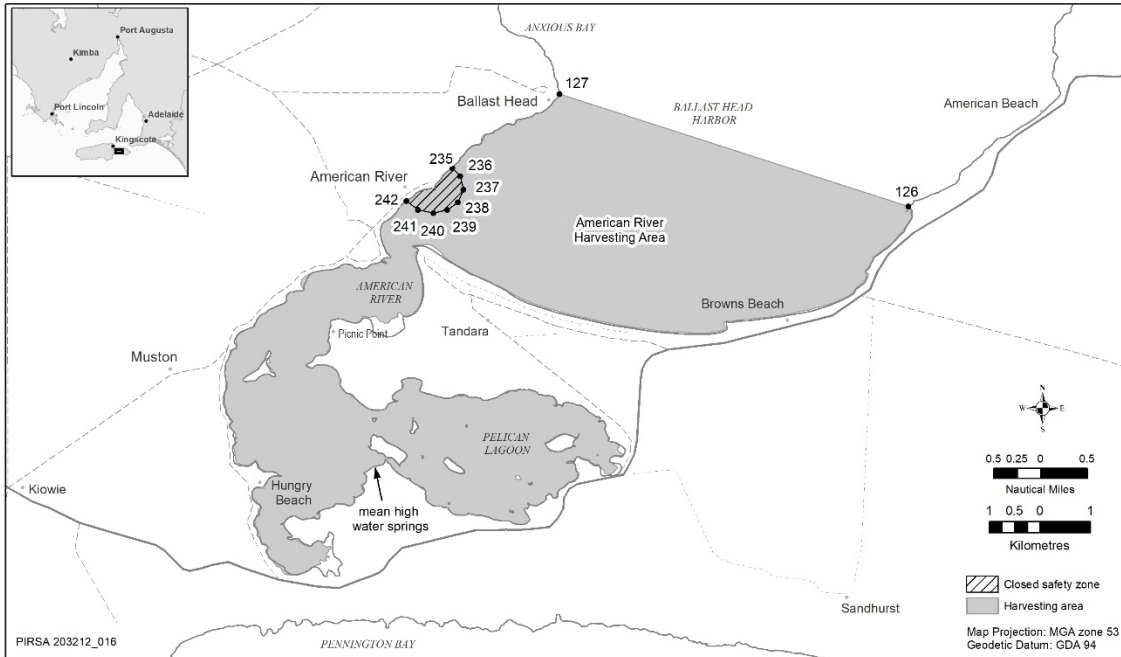 Port Augusta
Kimba
Port Lincoln
Adelaide
Kingscote
ANXIOUS BAY
127
Ballast Head
BALLAST HEAD
HARBOR
American Beach
235
236
American River
237
242
238
126
241
239
240
American River
Harvesting Area
AMERICAN
RIVER
Browns Beach
Picnic Point
Tandara
Muston
N
W
E
S
PELICAN
LAGOON
0.5 0.25 0 0.5
Nautical Miles
Kiowie
Hungry
Beach
mean high
water springs
1 0.5 0 1
Kilometres
Closed safety zone
Harvesting area
Sandhurst
Map Projection: MGA zone 53
Geodetic Datum: GDA 94
PIRSA 203212_016
PENNINGTON BAY